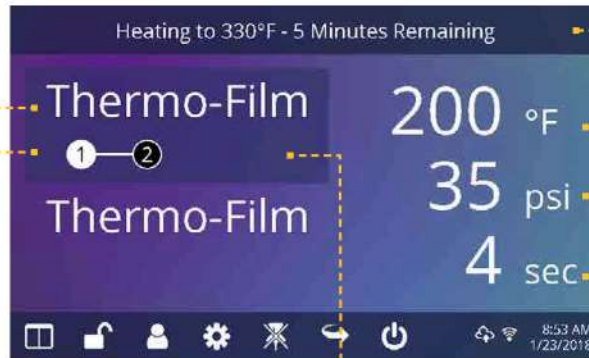 Heating to 330°F - 5 Minutes Remaining
Thermo-Film
1 2
Thermo-Film
200 °F
35 psi
4 sec
8:53 AM
1/23/2018